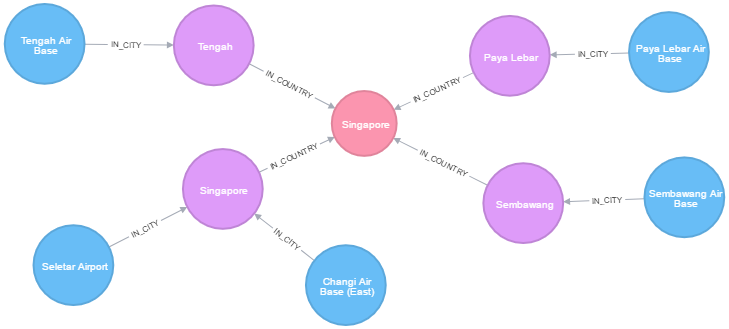 Tengah Air
Base
IN_CITY
Tengah
IN_COUNTRY
Paya Lebar
IN_CITY
Paya Lebar Air
Base
IN_COUNTRY
Singapore
IN_COUNTRY
IN_COUNTRY
Singapore
Sembawang
IN_CITY
Sembawang Air
Base
IN_CITY
Seletar Airport
IN_CITY
Changi Air
Base (East)